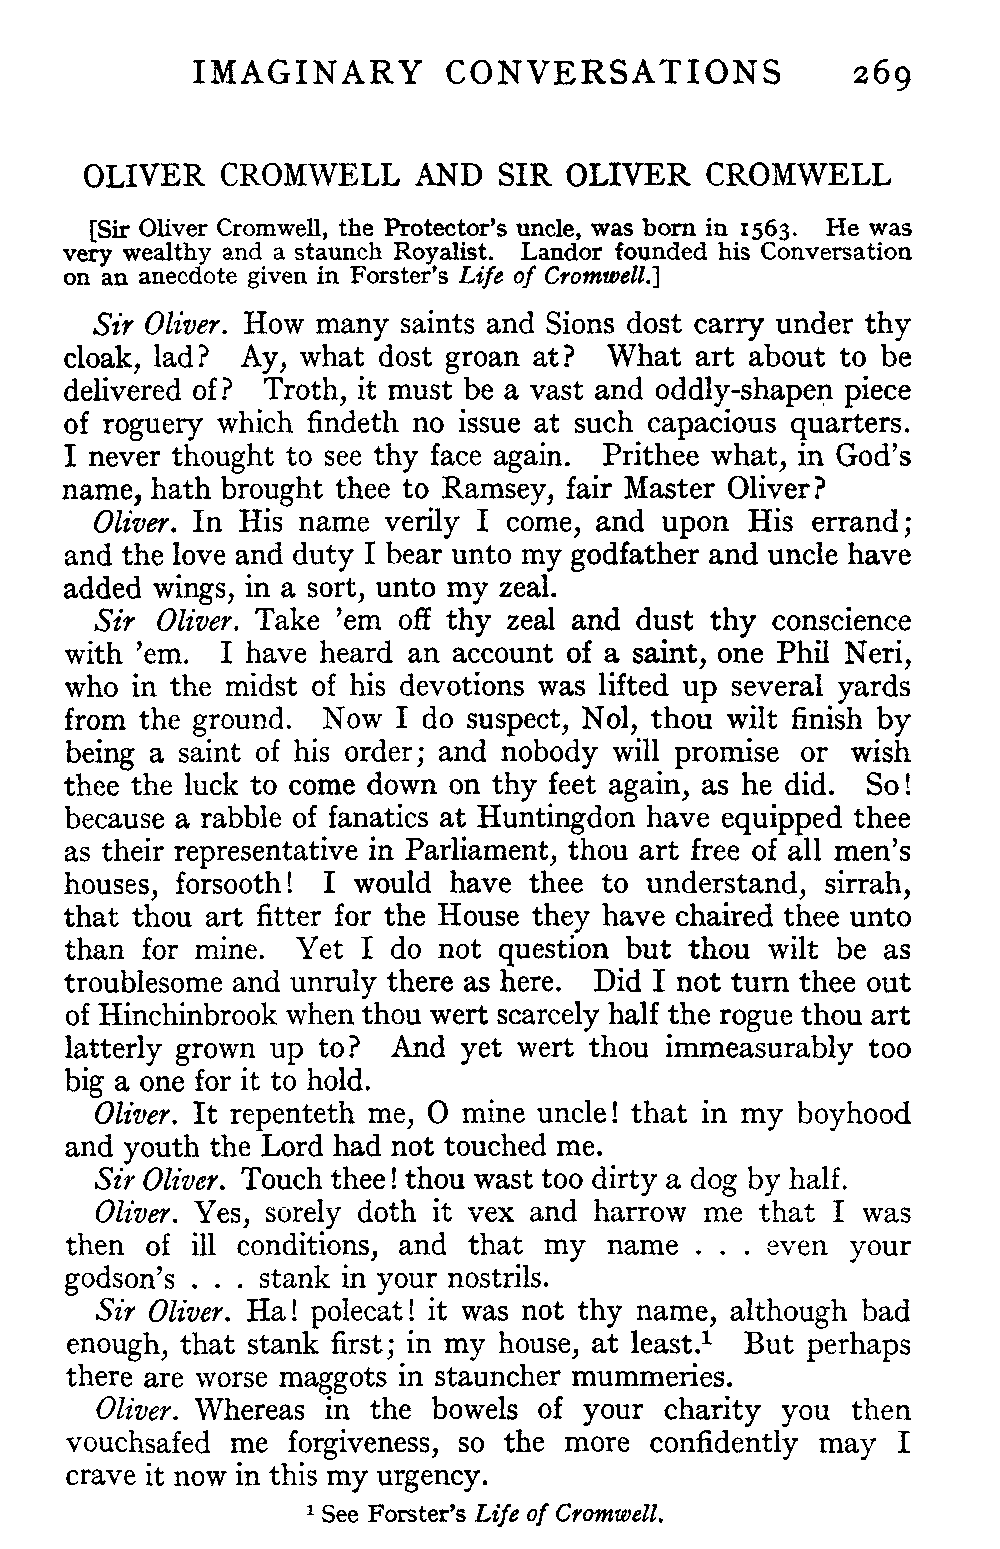 IMAGINARY CONVERSATIONS 269
OLIVER CROMWELL AND SIR OLIVER CROMWELL
[Sir Oliver Cromwell, the Protector's uncle, was born in 1563. He was
very wealthy and a staunch Royalist. Landor founded his Conversation
on an anecdote given in Forster's Life of Cromwell.]
Sir Oliver. How many saints and Sions dost carry under thy
cloak, lad? Ay, what dost groan at? What art about to be
delivered of? Troth, it must be a vast and oddly-shapen piece
of roguery which findeth no issue at such capacious quarters.
I never thought to see thy face again. Prithee what, in God's
name, hath brought thee to Ramsey, fair Master Oliver?
Oliver. In His name verily I come, and upon His errand;
and the love and duty I bear unto my godfather and uncle have
added wings, in a sort, unto my zeal.
Sir Oliver. Take 'em off thy zeal and dust thy conscience
with 'em. I have heard an account of a saint, one Phil Neri,
who in the midst of his devotions was lifted up several yards
from the ground. Now I do suspect, Nol, thou wilt finish by
being a saint of his order; and nobody will promise or wish
thee the luck to come down on thy feet again, as he did. So!
because a rabble of fanatics at Huntingdon have equipped thee
as their representative in Parliament, thou art free of all men's
houses, forsooth! I would have thee to understand, sirrah,
that thou art fitter for the House they have chaired thee unto
than for mine. Yet I do not question but thou wilt be as
troublesome and unruly there as here. Did I not turn thee out
of Hinchinbrook when thou wert scarcely half the rogue thou art
latterly grown up to? And yet wert thou immeasurably too
big a one for it to hold.
Oliver. It repenteth me, O mine uncle! that in my boyhood
and youth the Lord had not touched me.
Sir Oliver. Touch thee! thou wast too dirty a dog by half.
Oliver. Yes, sorely doth it vex and harrow me that I was
then of ill conditions, and that my name . . . even your
godson's . . . stank in your nostrils.
Sir Oliver. Ha! polecat! it was not thy name, although bad
enough, that stank first; in my house, at least.¹ But perhaps
there are worse maggots in stauncher mummeries.
Oliver. Whereas in the bowels of your charity you then
vouchsafed me forgiveness, so the more confidently may I
crave it now in this my urgency.
¹ See Forster's Life of Cromwell.